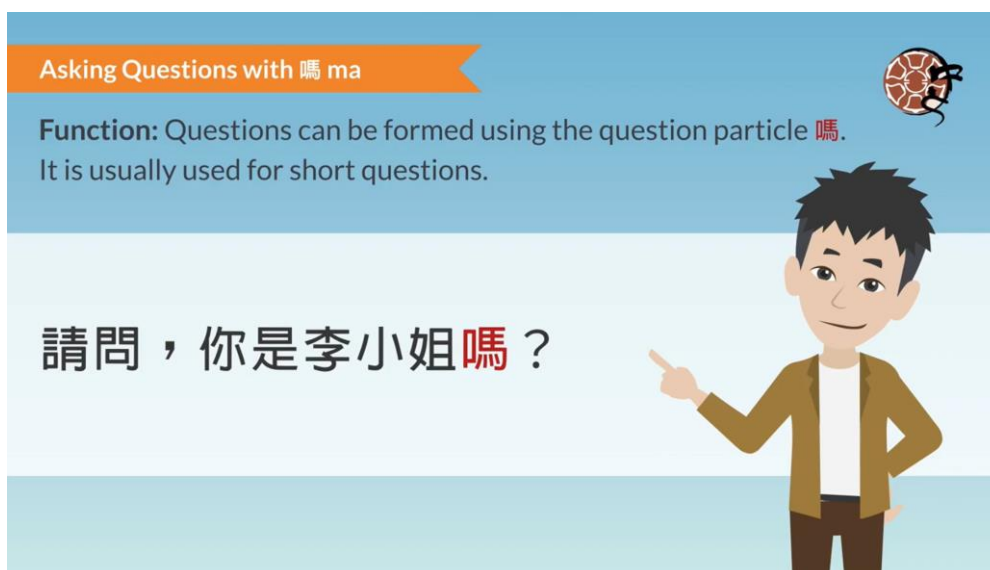 Asking Questions with 嗎 ma
Function: Questions can be formed using the question particle 嗎.
It is usually used for short questions.
請問，你是李小姐嗎？